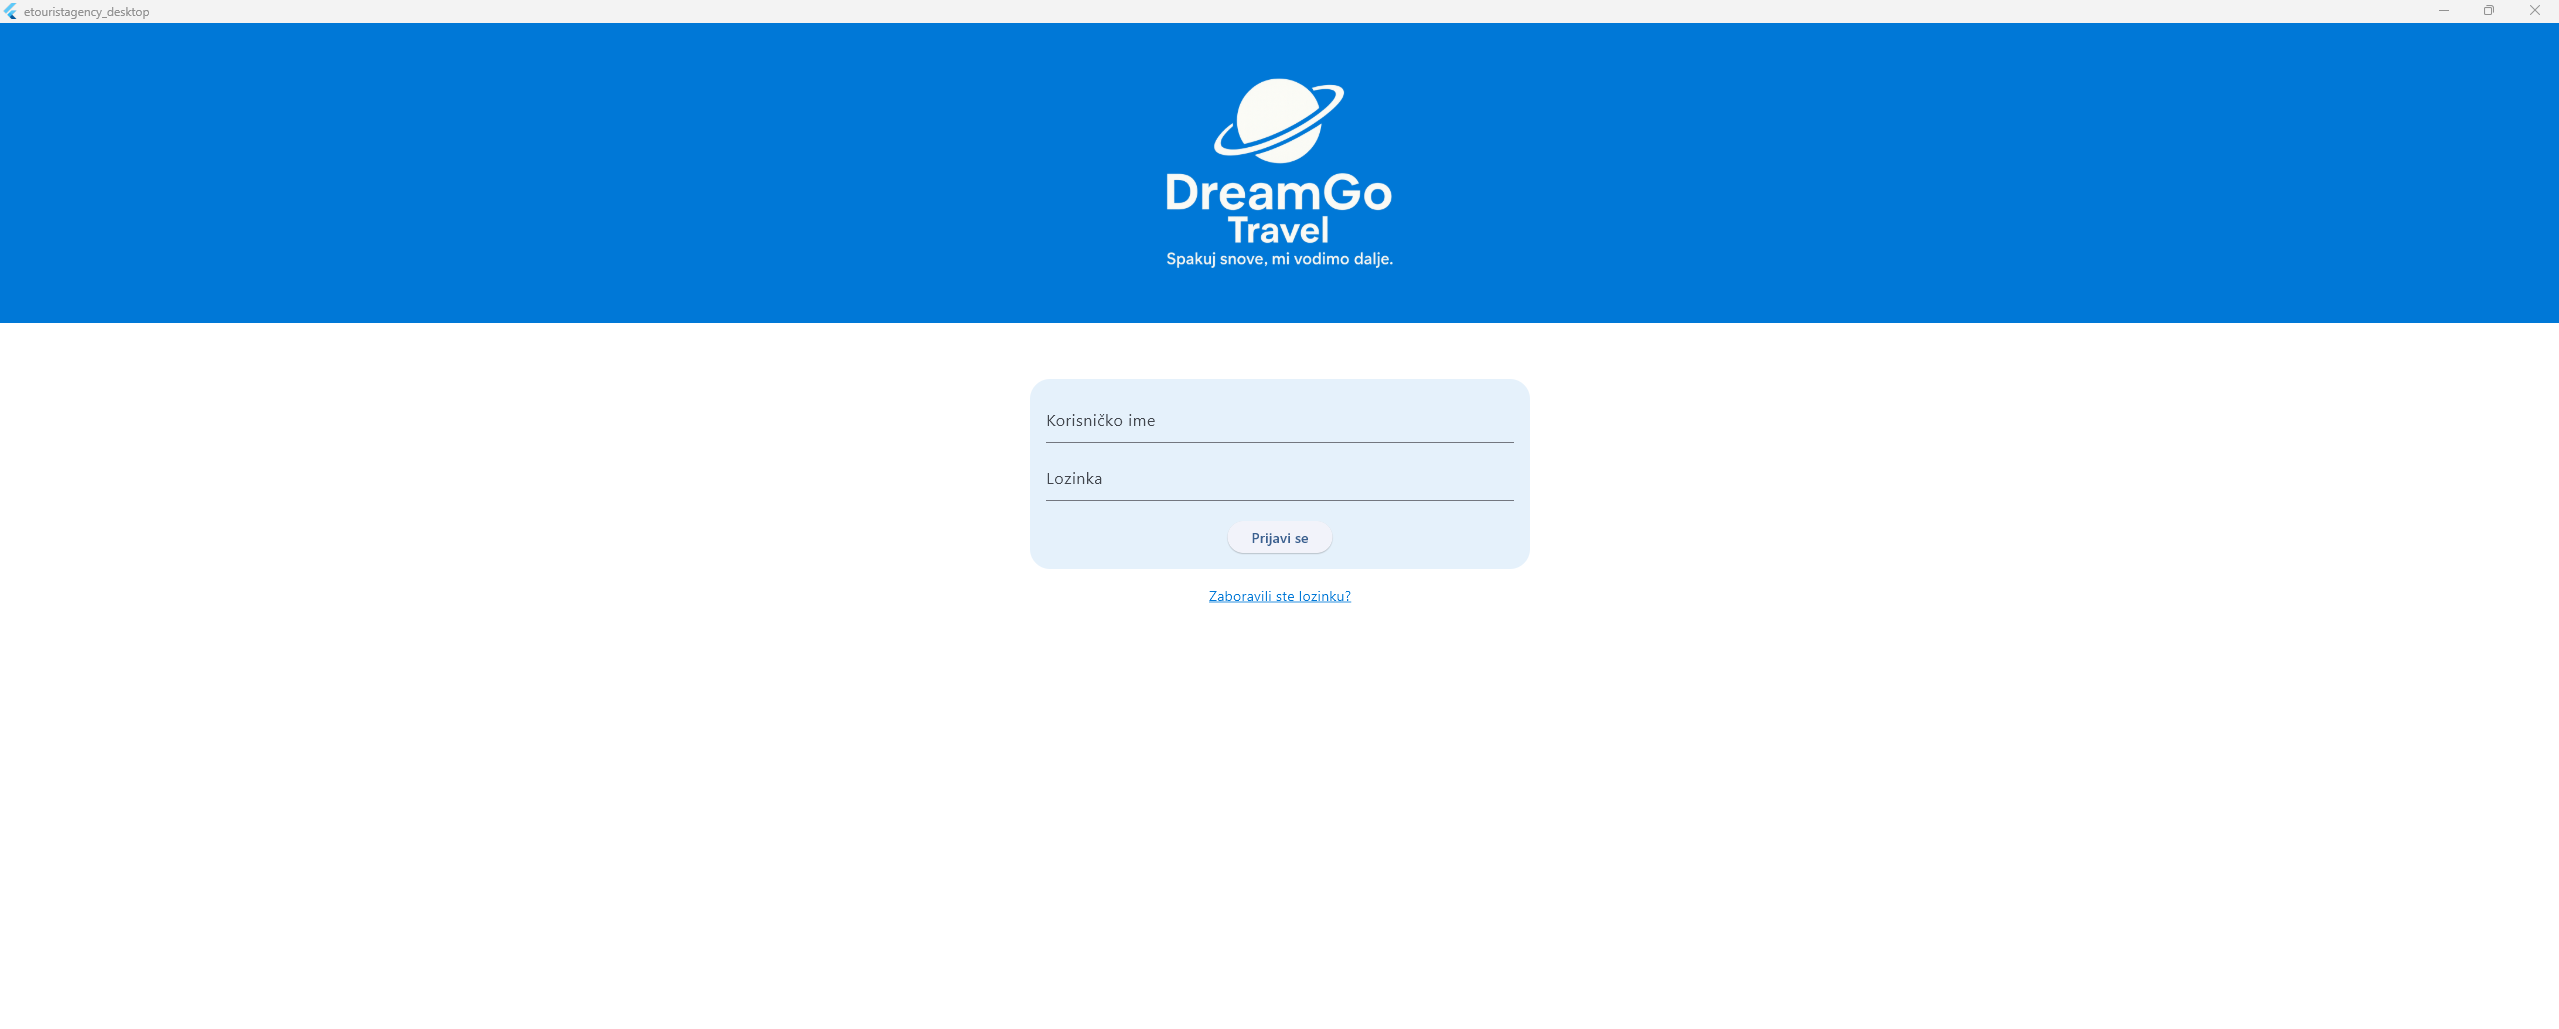 etouristagency_desktop
DreamGo
Travel
Spakuj snove, mi vodimo dalje.
Korisničko ime
Lozinka
Prijavi se
Zaboravili ste lozinku?